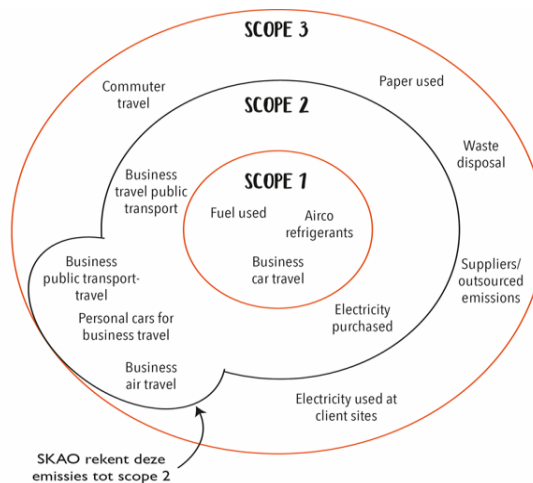 SCOPE 3
Commuter
travel
Paper used
SCOPE 2
Waste
disposal
Business
travel public
transport
SCOPE 1
Fuel used
Airco
refrigerants
Business
car travel
Business
public transport-
travel
Suppliers/
outsourced
emissions
Personal cars for
business travel
Electricity
purchased
Business
air travel
Electricity used at
client sites
SKAO rekent deze
emissies tot scope 2